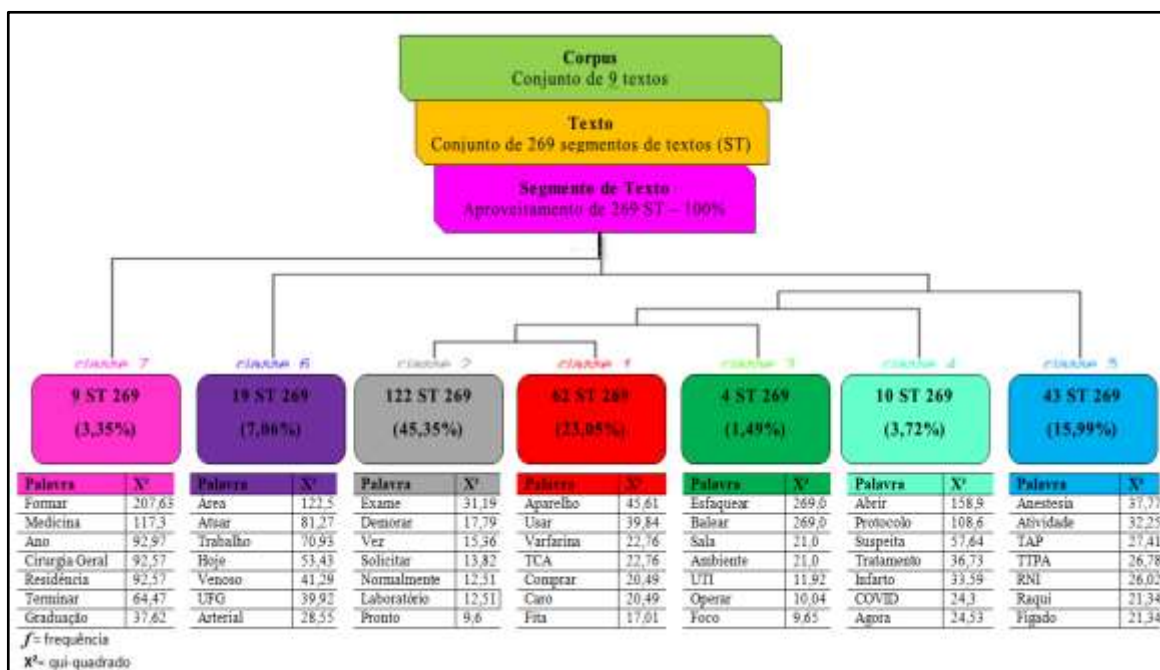 Corpus
Conjunto de 9 textos
Texto
Conjunto de 269 segmentos de textos (ST)
Segmento de Texto
Aproveitamento de 269 ST – 100%
classe 7 classe 6 classe 2 classe 1 classe 3 classe 4 classe 5
9 ST 269 19 ST 269 122 ST 269 62 ST 269 4 ST 269 10 ST 269 43 ST 269
(3,35%) (7,06%) (45,35%) (23,05%) (1,49%) (3,72%) (15,99%)
Palavra X² Palavra X² Palavra X² Palavra X² Palavra X² Palavra X² Palavra X²
Formar 207,63 Area 122,5 Exame 31,19 Aparelho 45,61 Esfaquear 269,0 Abrir 158,9 Anestesia 37,77
Medicina 117,3 Atuar 81,27 Demorar 17,79 Usar 39,84 Balear 269,0 Protocolo 108,6 Atividade 32,25
Ano 92,97 Trabalho 70,93 Vez 15,36 Varfarina 22,76 Sala 21,0 Suspeita 57,64 TAP 27,41
Cirurgia Geral 92,57 Hoje 53,43 Solicitar 13,82 TCA 22,76 Ambiente 21,0 Tratamento 36,73 TTPA 26,78
Residência 92,57 Venoso 41,29 Normalmente 12,51 Comprar 20,49 UTI 11,92 Infarto 33,59 RNI 26,02
Terminar 64,47 UFG 39,92 Laboratório 12,51 Caro 20,49 Operar 10,04 COVID 24,3 Raqui 21,34
Graduação 37,62 Arterial 28,55 Pronto 9,6 Fita 17,01 Foco 9,65 Agora 24,53 Fígado 21,34
f= frequência
X²= qui-quadrado